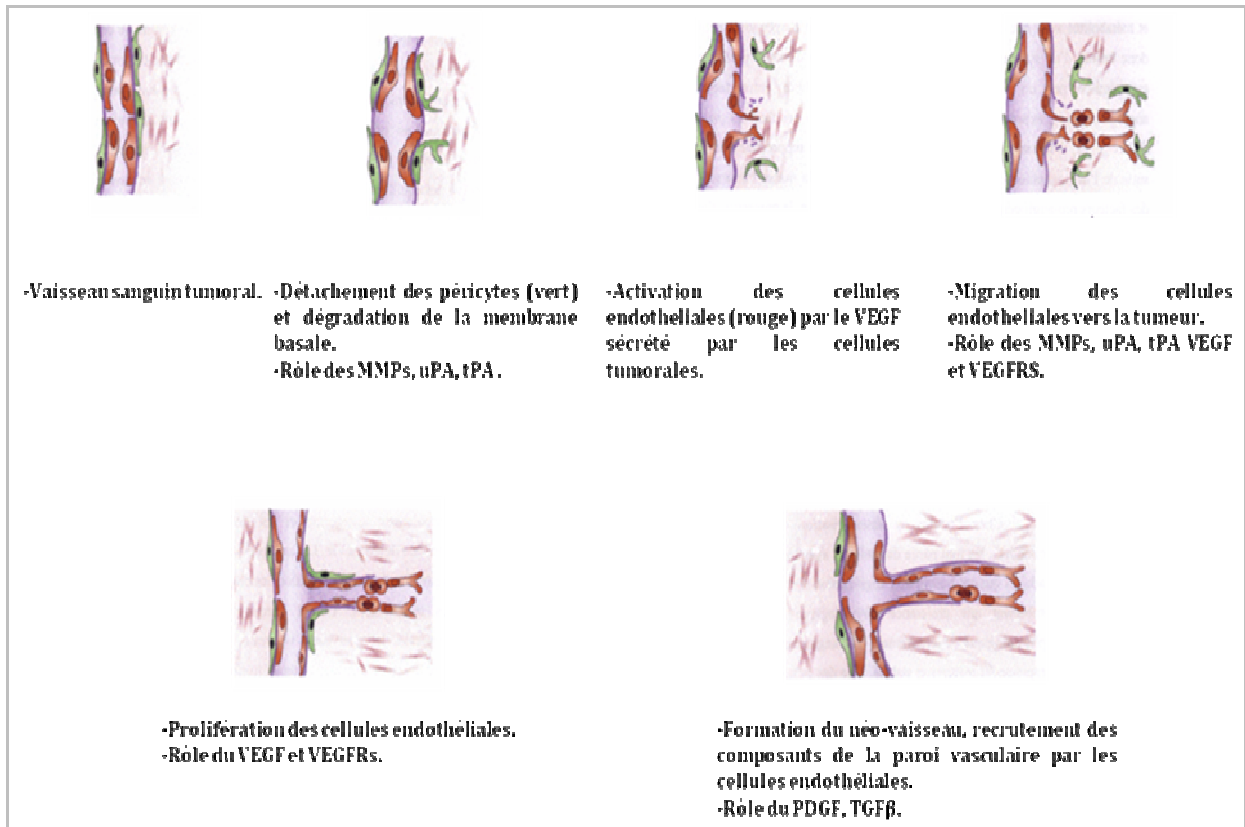 -Vaisseau sanguin tumoral.
-Détachement des péricytes (vert)
et dégradation de la membrane
basale.
-Rôle des MMPs, uPA, tPA .
-Activation des cellules
endotheliales (rouge) par le VEGF
sécrété par les cellules
tumorales.
-Migration des cellules
endotheliales vers la tumeur.
-Rôle des MMPs, uPA, tPA VEGF
et VEGFRS.
-Prolifération des cellules endothéliales.
-Rôle du VEGF et VEGFRs.
-Formation du néo-vaisseau, recrutement des
composants de la paroi vasculaire par les
cellules endothéliales.
-Rôle du PDGF, TGFβ.